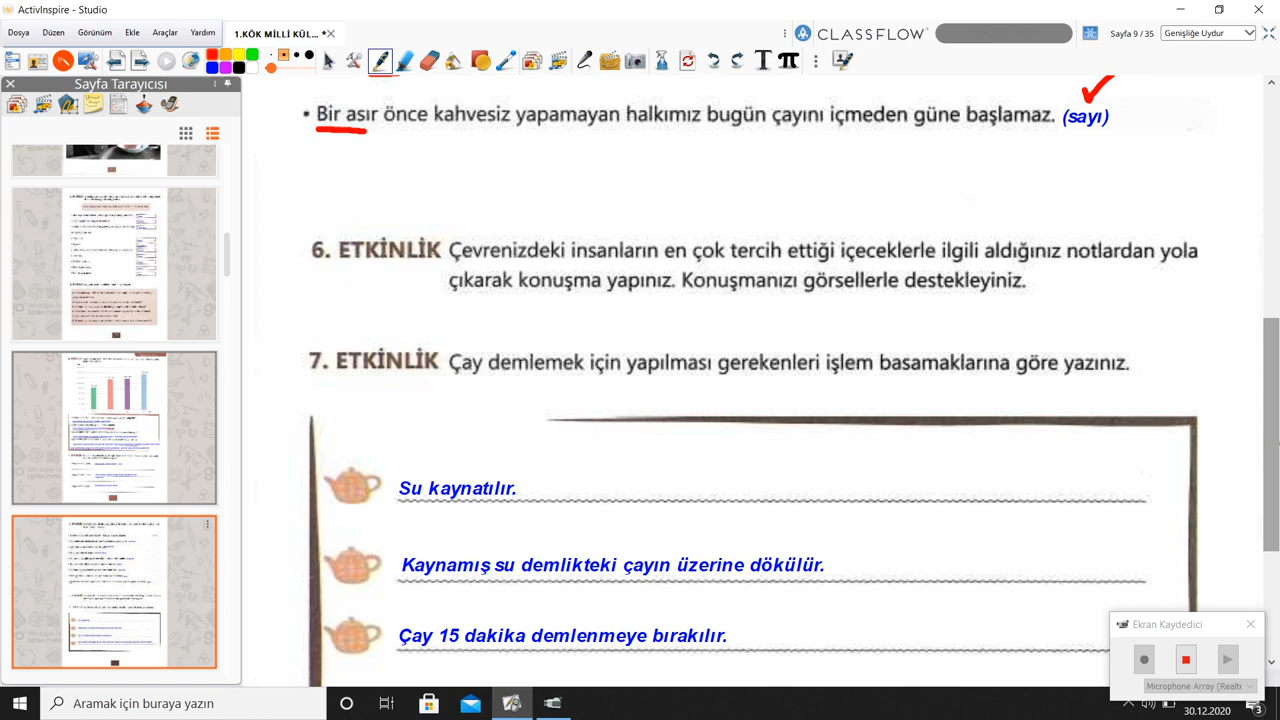 ActivInspire - Studio
Dosya Düzen Görünüm Ekle Araçlar Yardım
1.KÖK MİLLİ KÜL... *
CLASSFLOW
Sayfa 9 / 35
Genişliğe Uydur
Sayfa Tarayıcısı
• Bir asır önce kahvesiz yapamayan halkımız bugün çayını içmeden güne başlamaz. (sayı)
6. ETKİNLİK Çevrenizdeki insanların en çok tercih ettiği içeceklerle ilgili aldığınız notlardan yola
çıkarak konuşma yapınız. Konuşmanızı görsellerle destekleyiniz.
7. ETKİNLİK Çay demlemek için yapılması gerekenleri işlem basamaklarına göre yazınız.
Su kaynatılır.
Kaynamış su demlikteki çayın üzerine dökülür.
Çay 15 dakika demlenmeye bırakılır.
Ekran Kaydedici
Microphone Array (Realte
Aramak için buraya yazın
30.12.2020
3